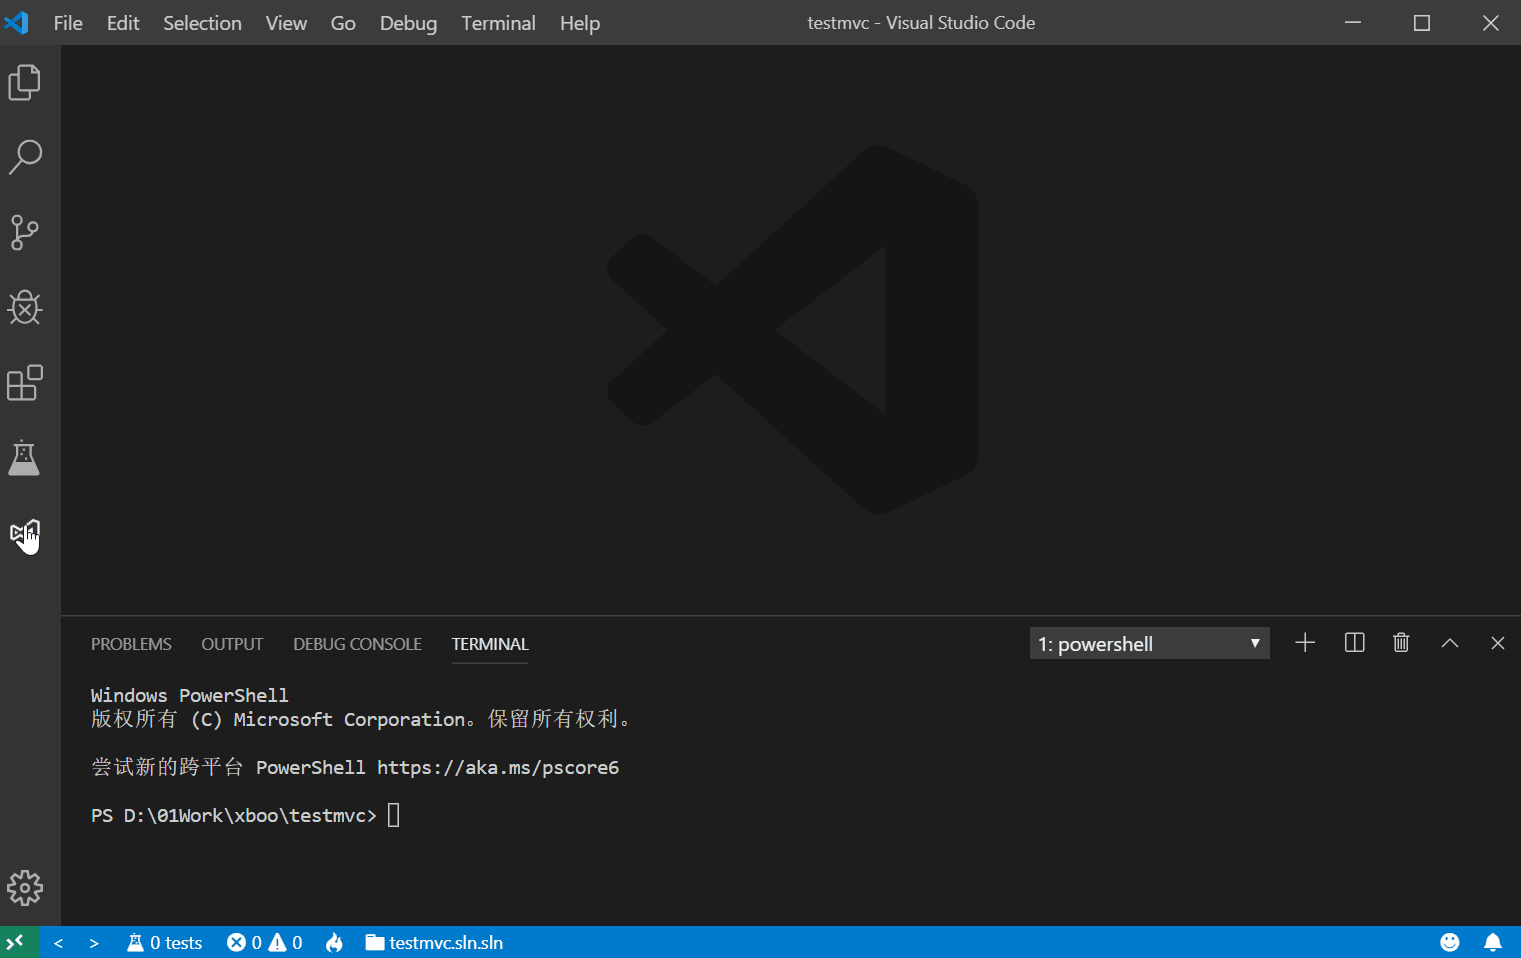 File Edit Selection View Go Debug Terminal Help testmvc - Visual Studio Code
PROBLEMS OUTPUT DEBUG CONSOLE TERMINAL 1: powershell
Windows PowerShell
版权所有 (C) Microsoft Corporation。保留所有权利。
尝试新的跨平台 PowerShell https://aka.ms/pscore6
PS D:\01Work\xboo\testmvc>
0 tests 0 0 testmvc.sln.sln